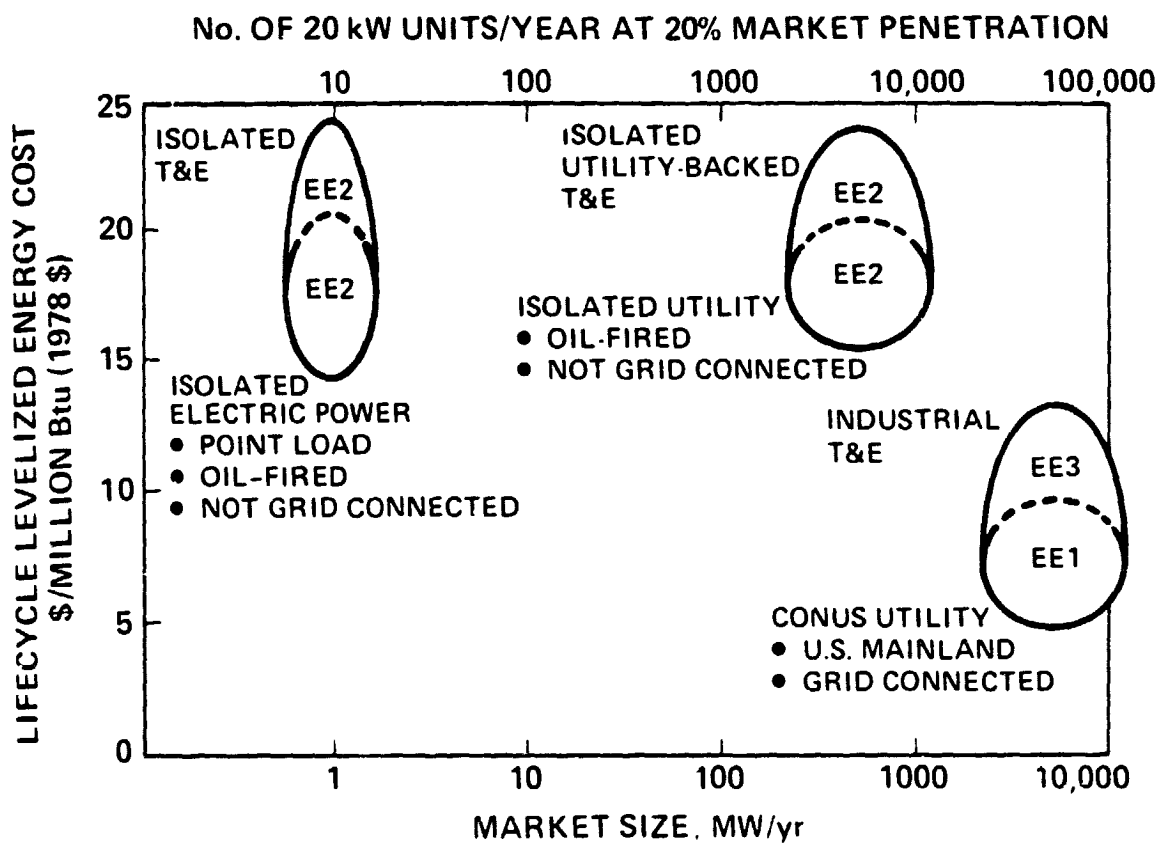 No. OF 20 kW UNITS/YEAR AT 20% MARKET PENETRATION
10 100 1000 10,000 100,000
LIFECYCLE LEVELIZED ENERGY COST
$/MILLION Btu (1978 $)
25
20
15
10
5
0
ISOLATED
T&E
EE2
EE2
ISOLATED
ELECTRIC POWER
● POINT LOAD
● OIL-FIRED
● NOT GRID CONNECTED
ISOLATED
UTILITY-BACKED
T&E
EE2
EE2
ISOLATED UTILITY
● OIL-FIRED
● NOT GRID CONNECTED
INDUSTRIAL
T&E
EE3
EE1
CONUS UTILITY
● U.S. MAINLAND
● GRID CONNECTED
1 10 100 1000 10,000
MARKET SIZE, MW/yr